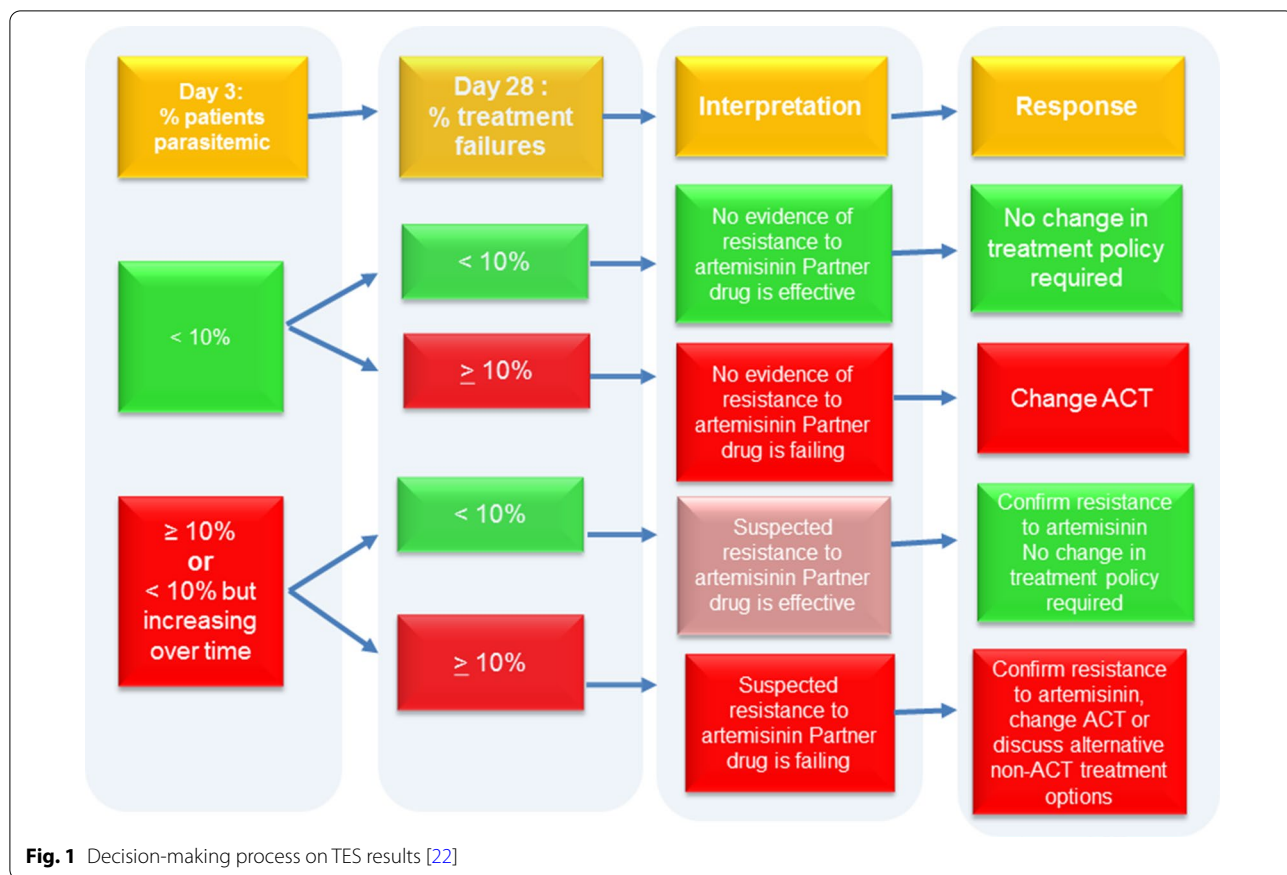 Day 3:
% patients
parasitemic
Day 28 :
% treatment
failures
Interpretation
Response
< 10%
< 10%
No evidence of
resistance to
artemisinin Partner
drug is effective
No change in
treatment policy
required
≥ 10%
No evidence of
resistance to
artemisinin Partner
drug is failing
Change ACT
≥ 10%
or
< 10% but
increasing
over time
< 10%
Suspected
resistance to
artemisinin Partner
drug is effective
Confirm resistance
to artemisinin
No change in
treatment policy
required
≥ 10%
Suspected
resistance to
artemisinin Partner
drug is failing
Confirm resistance
to artemisinin,
change ACT or
discuss alternative
non-ACT treatment
options
Fig. 1 Decision-making process on TES results [22]